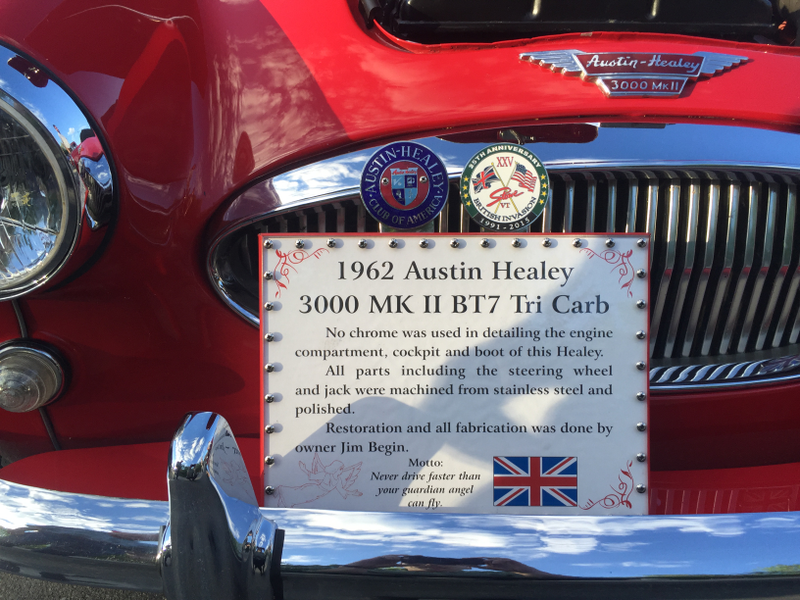 Austin-Healey
3000 MK II
AUSTIN-HEALEY
CLUB OF AMERICA
25TH ANNIVERSARY
XXV
VT
BRITISH INVASION
1991 - 2015
1962 Austin Healey
3000 MK II BT7 Tri Carb
No chrome was used in detailing the engine
compartment, cockpit and boot of this Healey.
All parts including the steering wheel
and jack were machined from stainless steel and
polished.
Restoration and all fabrication was done by
owner Jim Begin.
Motto:
Never drive faster than
your guardian angel
can fly.